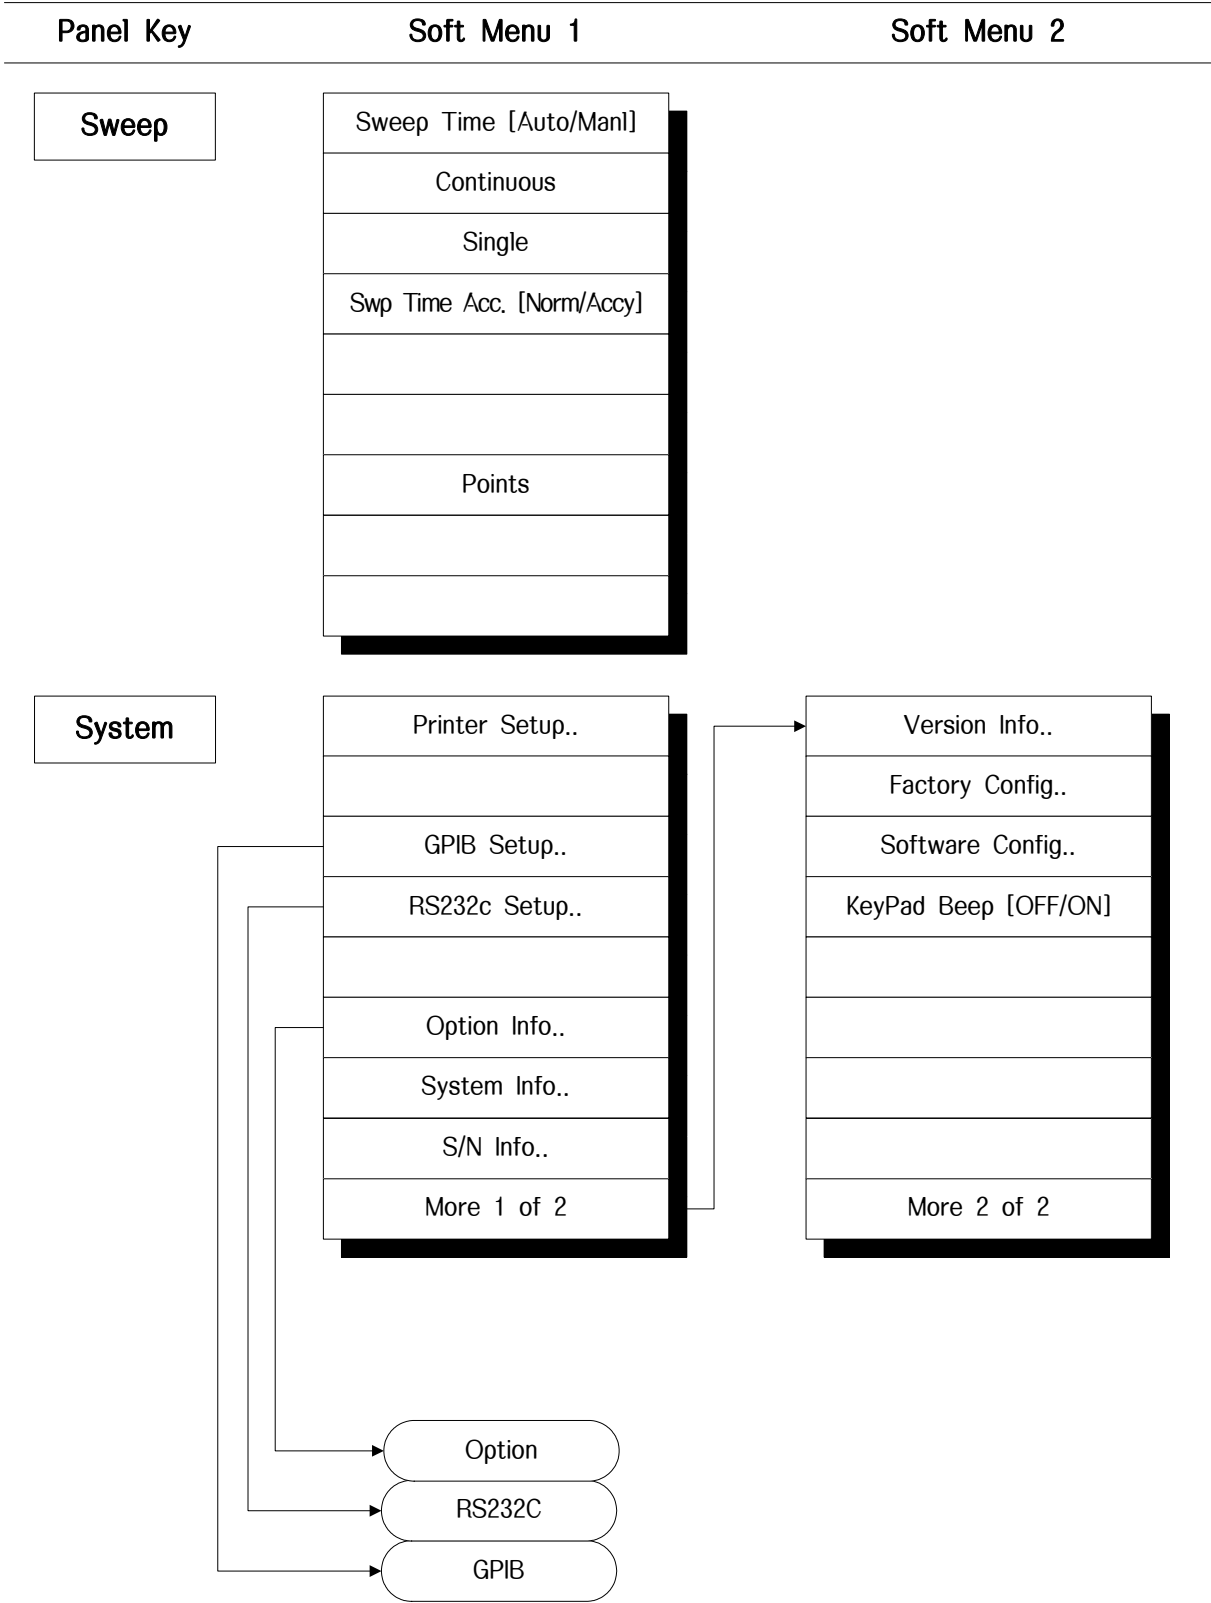 Panel Key Soft Menu 1 Soft Menu 2
Sweep
Sweep Time [Auto/Manl]
Continuous
Single
Swp Time Acc. [Norm/Accy]
Points
System
Printer Setup..
GPIB Setup..
RS232c Setup..
Option Info..
System Info..
S/N Info..
More 1 of 2
Version Info..
Factory Config..
Software Config..
KeyPad Beep [OFF/ON]
More 2 of 2
Option
RS232C
GPIB